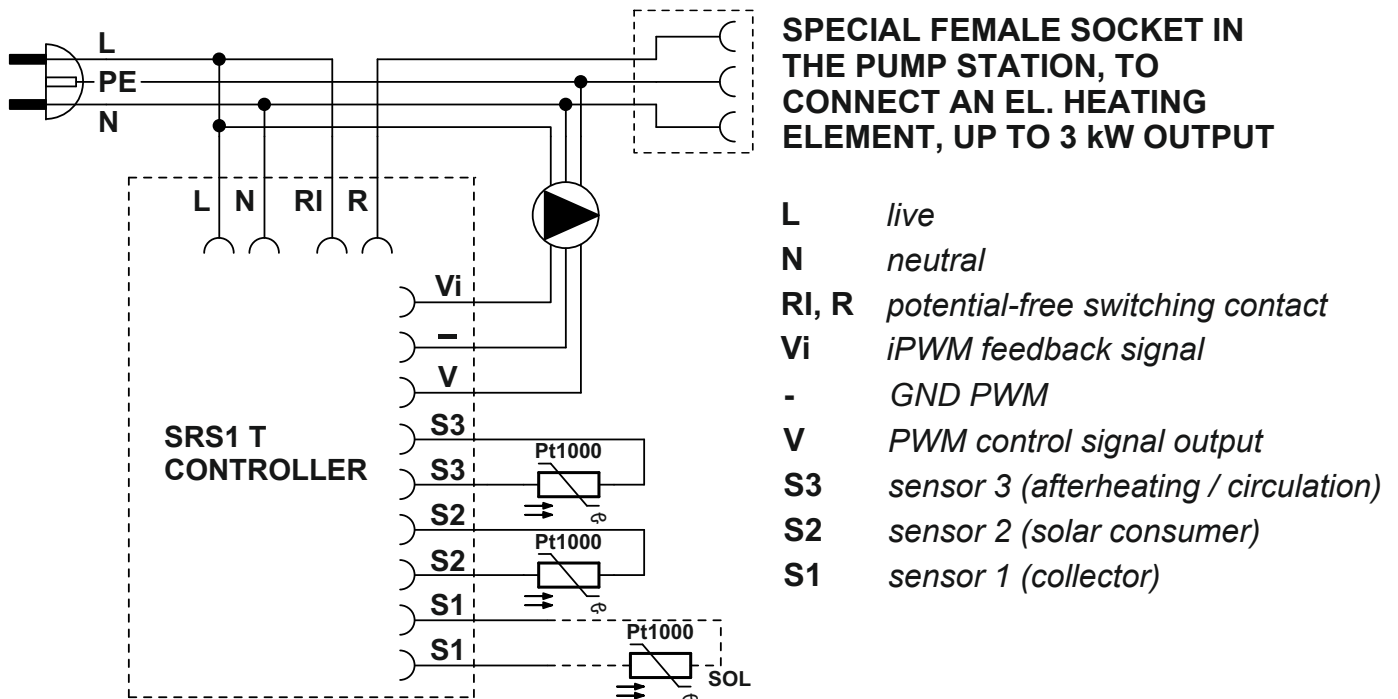 L
PE
N
SPECIAL FEMALE SOCKET IN
THE PUMP STATION, TO
CONNECT AN EL. HEATING
ELEMENT, UP TO 3 kW OUTPUT
L N RI R
Vi
-
V
S3
S3
S2
S2
S1
S1
SRS1 T
CONTROLLER
Pt1000
ϑ
Pt1000
ϑ
Pt1000
SOL
ϑ
L live
N neutral
RI, R potential-free switching contact
Vi iPWM feedback signal
- GND PWM
V PWM control signal output
S3 sensor 3 (afterheating / circulation)
S2 sensor 2 (solar consumer)
S1 sensor 1 (collector)